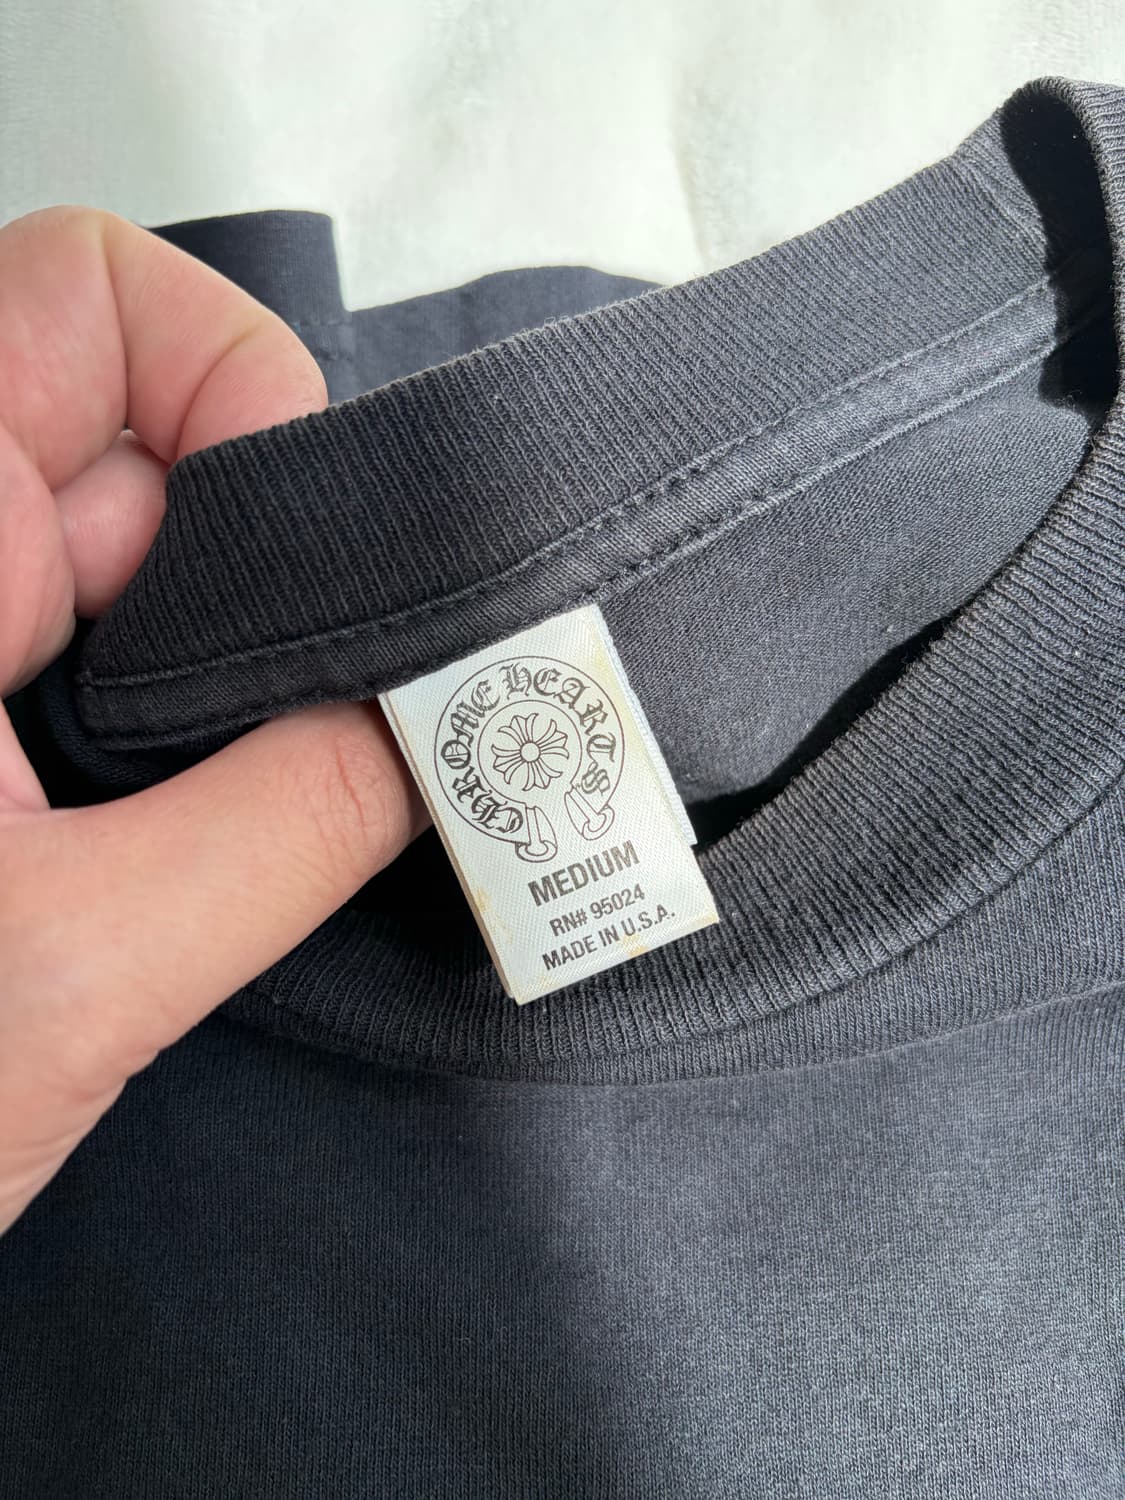 CHROME HEARTS
MEDIUM
RN# 95024
MADE IN U.S.A.